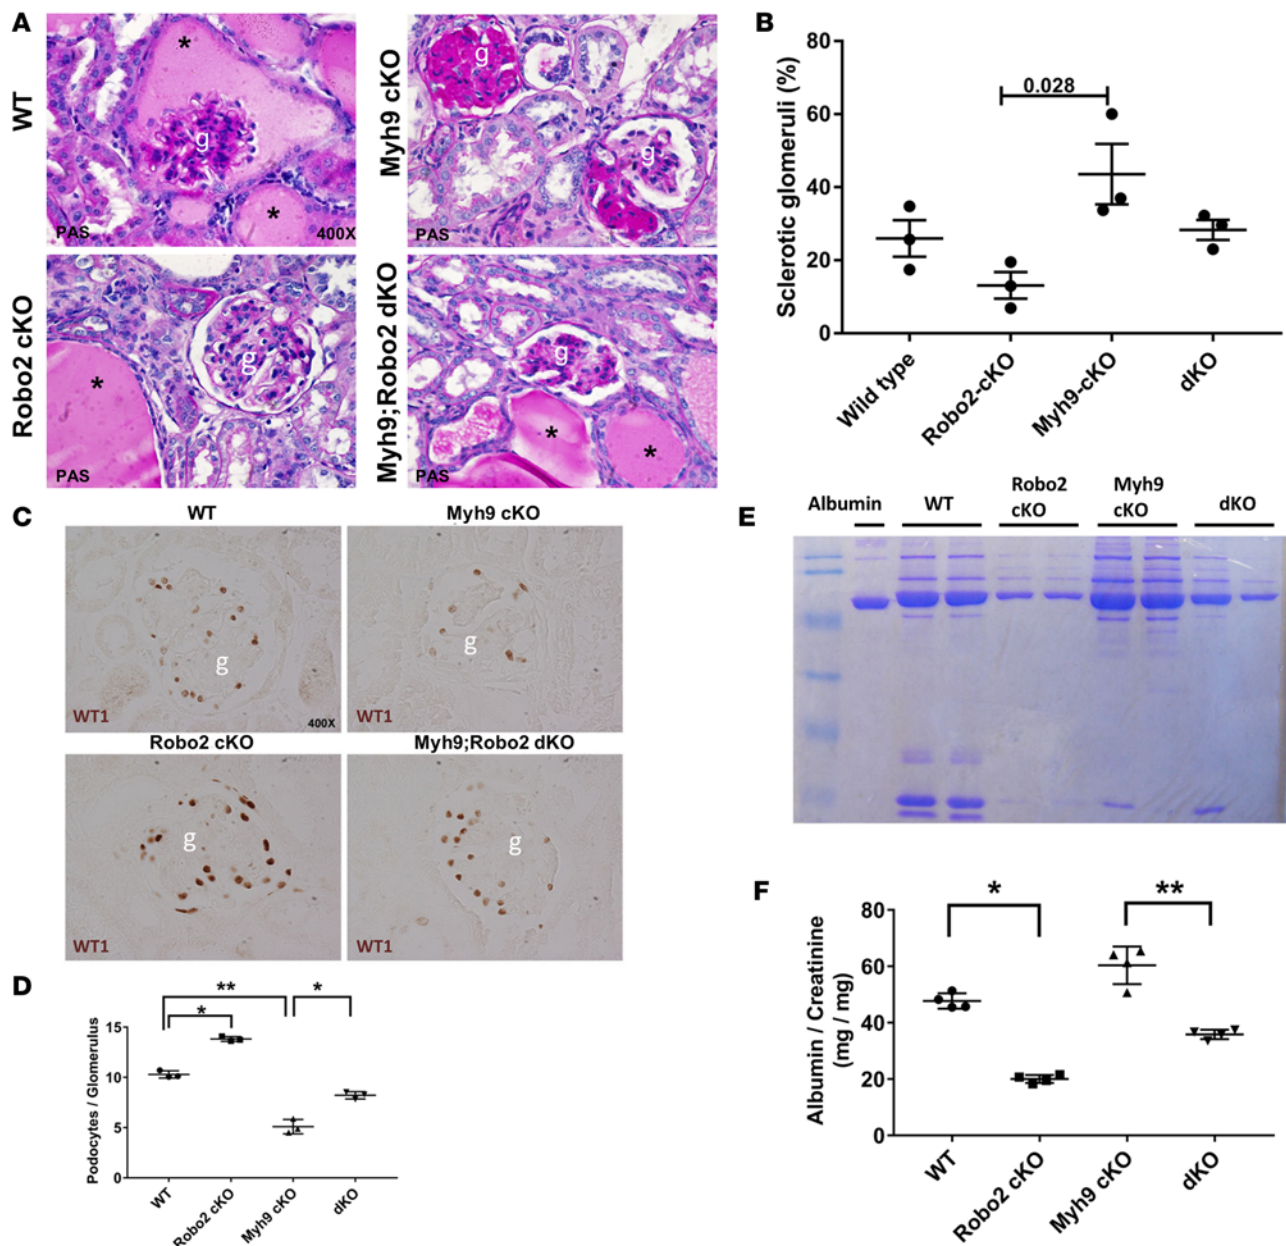 A
WT
*
g
*
PAS
400X
Myh9 cKO
g
g
PAS
Robo2 cKO
*
g
PAS
Myh9;Robo2 dKO
g
*
*
PAS
B
Sclerotic glomeruli (%)
80
60
40
20
0
0.028
Wild type
Robo2-cKO
Myh9-cKO
dKO
C
WT
Myh9 cKO
g
WT1
400X
g
WT1
Robo2 cKO
Myh9;Robo2 dKO
g
WT1
g
WT1
D
Podocytes / Glomerulus
15
10
5
0
**
*
*
WT
Robo2 cKO
Myh9 cKO
dKO
E
Albumin
WT
Robo2
cKO
Myh9
cKO
dKO
F
Albumin / Creatinine
(mg / mg)
80
60
40
20
0
*
**
WT
Robo2 cKO
Myh9 cKO
dKO